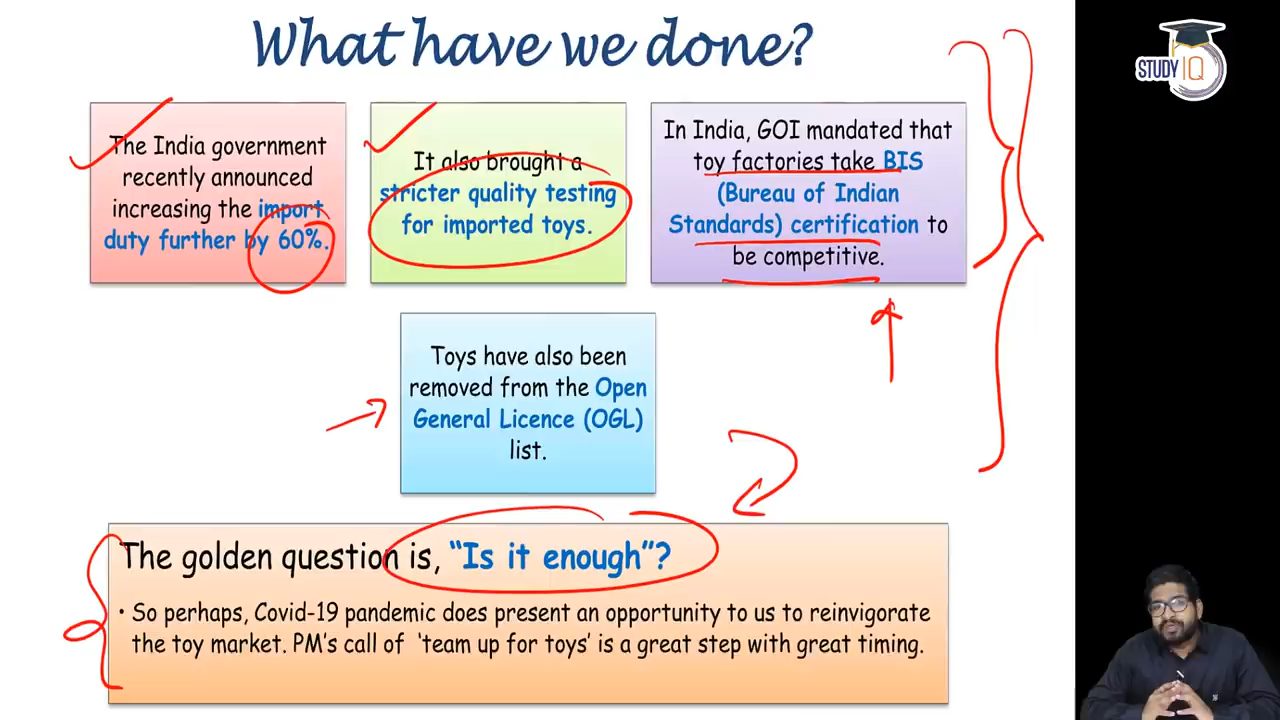 What have we done?
STUDY IQ
The India government
recently announced
increasing the import
duty further by 60%.
It also brought a
stricter quality testing
for imported toys.
In India, GOI mandated that
toy factories take BIS
(Bureau of Indian
Standards) certification to
be competitive.
Toys have also been
removed from the Open
General Licence (OGL)
list.
The golden question is, “Is it enough”?
• So perhaps, Covid-19 pandemic does present an opportunity to us to reinvigorate
the toy market. PM’s call of ‘team up for toys’ is a great step with great timing.